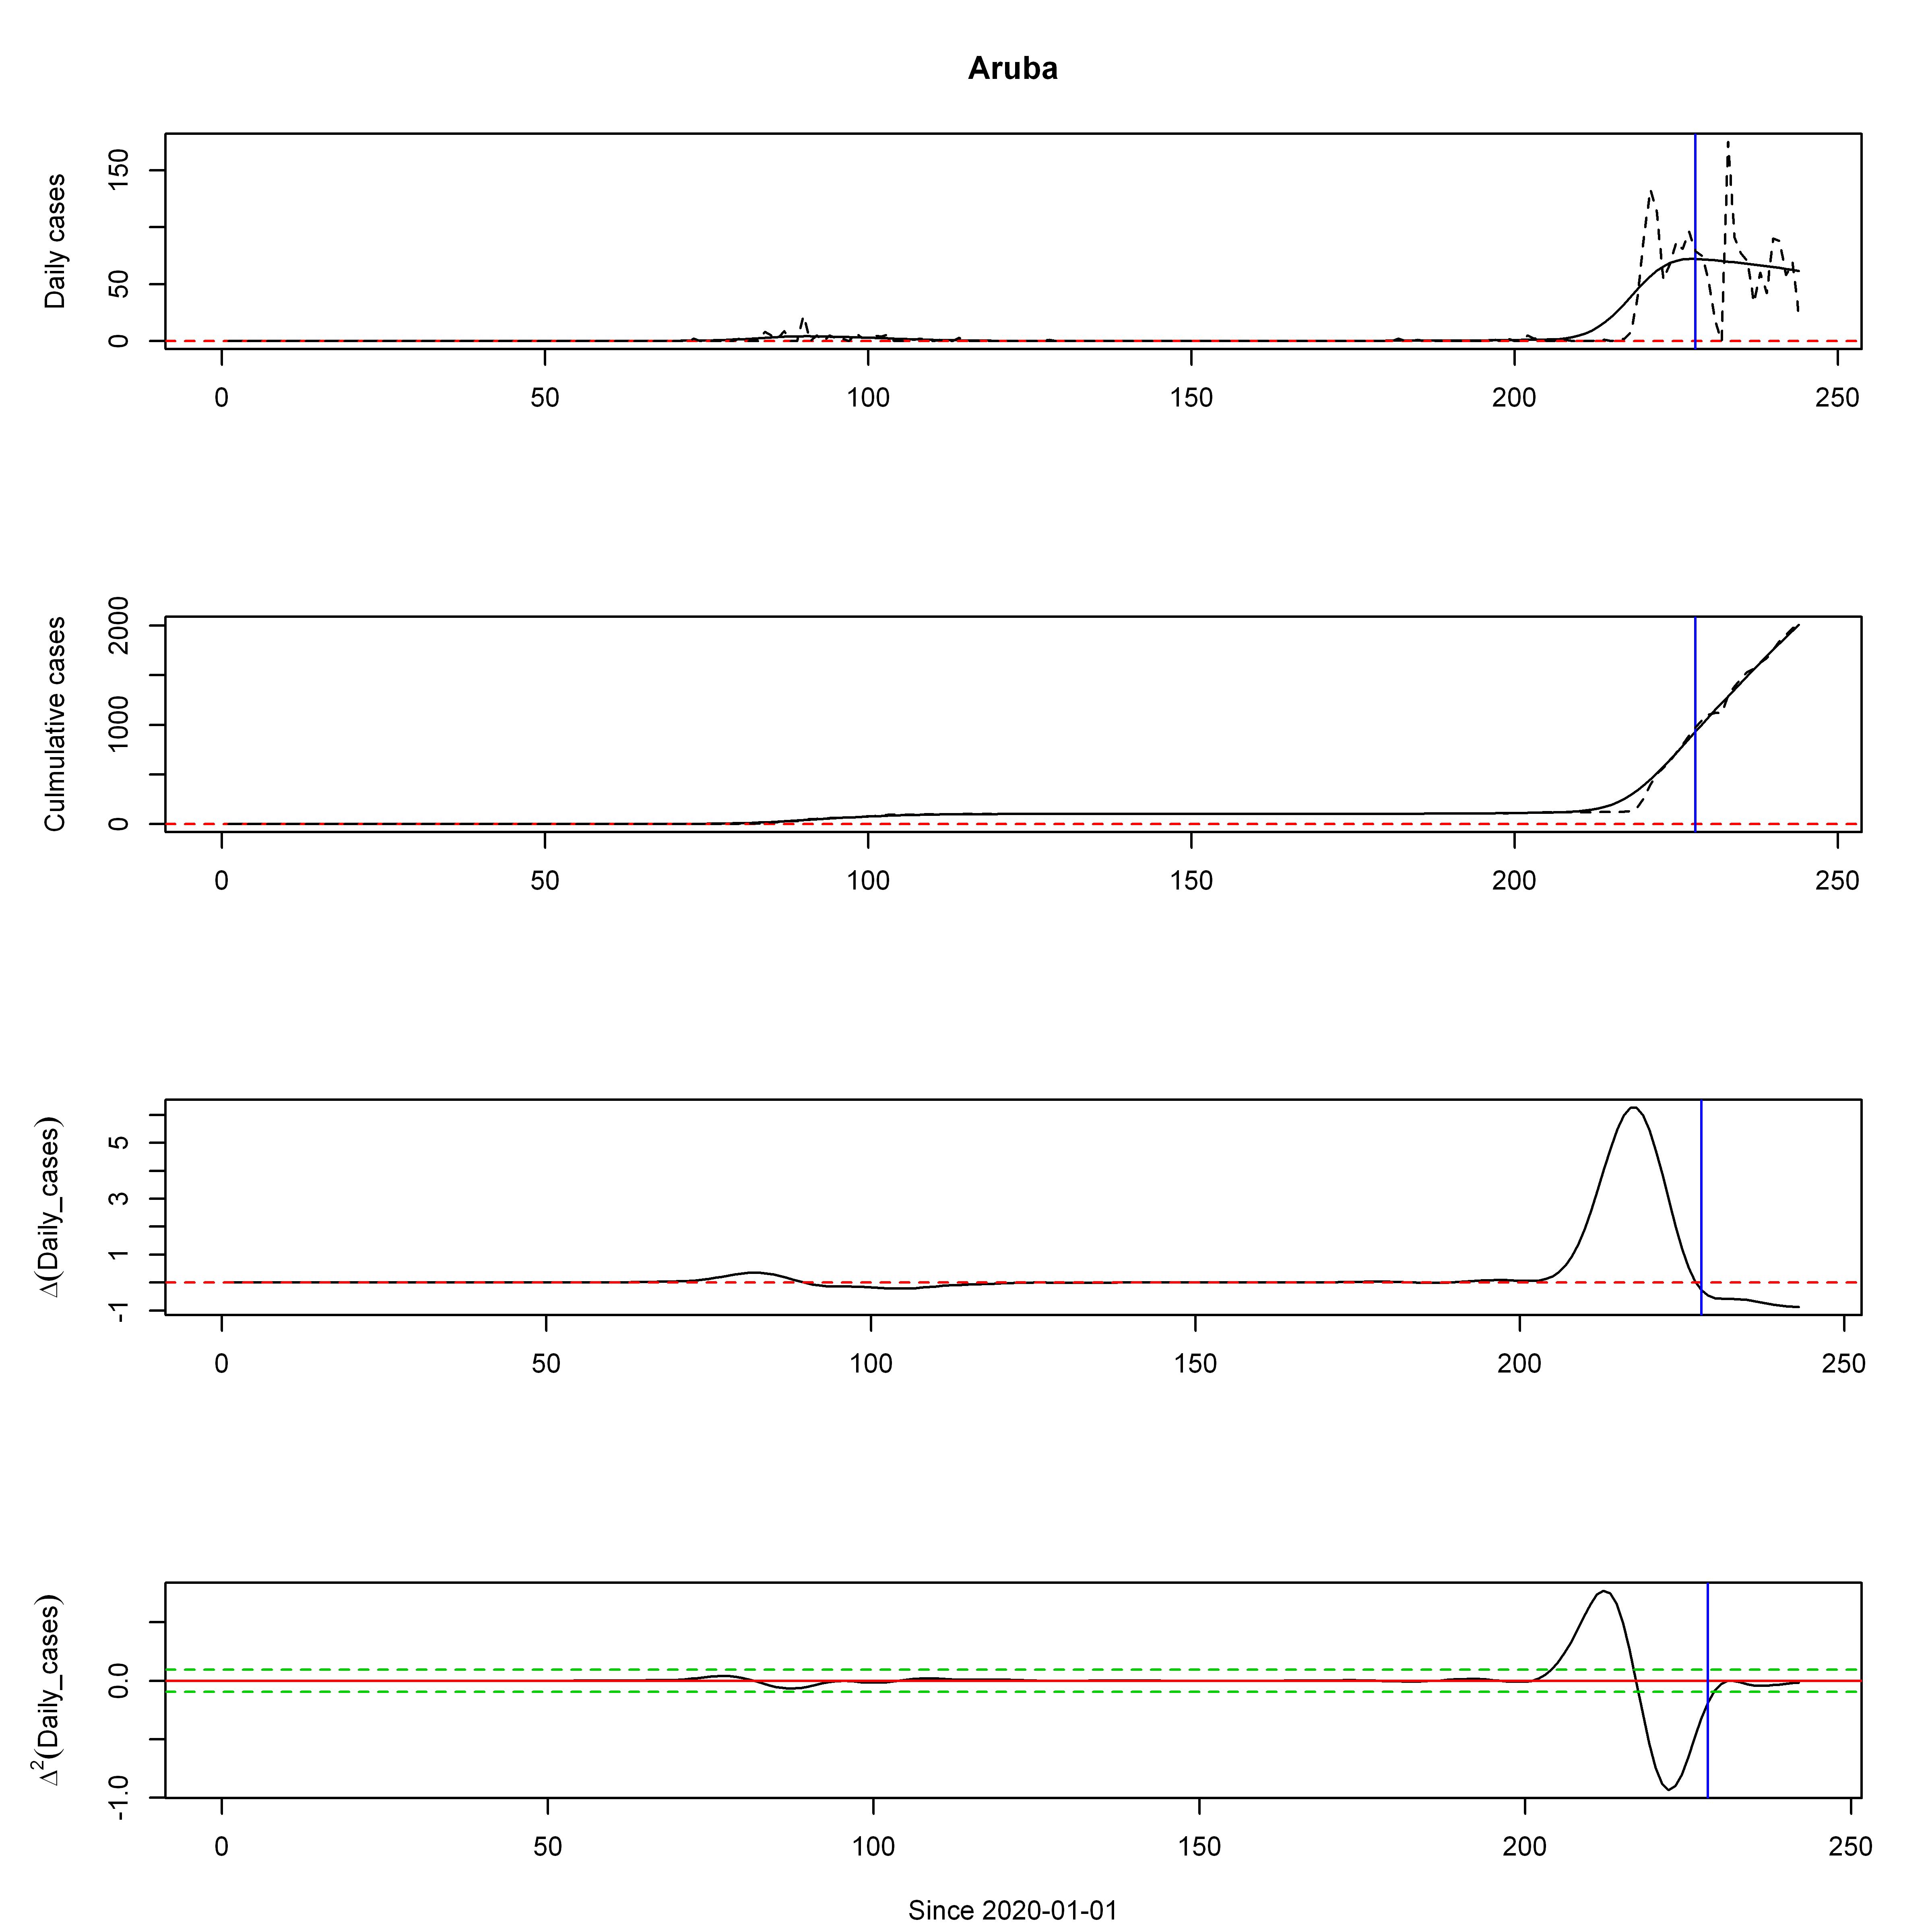 Aruba
Daily cases
150
50
0
0 50 100 150 200 250
Culmulative cases
2000
1000
0
0 50 100 150 200 250
Δ(Daily_cases)
5
3
1
-1
0 50 100 150 200 250
Δ²(Daily_cases)
0.0
-1.0
0 50 100 150 200 250
Since 2020-01-01